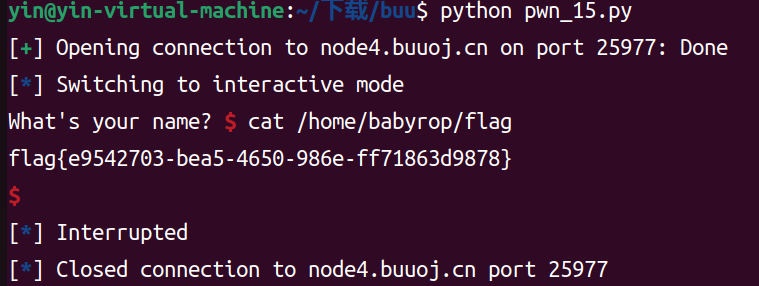 yin@yin-virtual-machine:~/下载/buu$ python pwn_15.py
[+] Opening connection to node4.buuoj.cn on port 25977: Done
[*] Switching to interactive mode
What's your name? $ cat /home/babyrop/flag
flag{e9542703-bea5-4650-986e-ff71863d9878}
$
[*] Interrupted
[*] Closed connection to node4.buuoj.cn port 25977